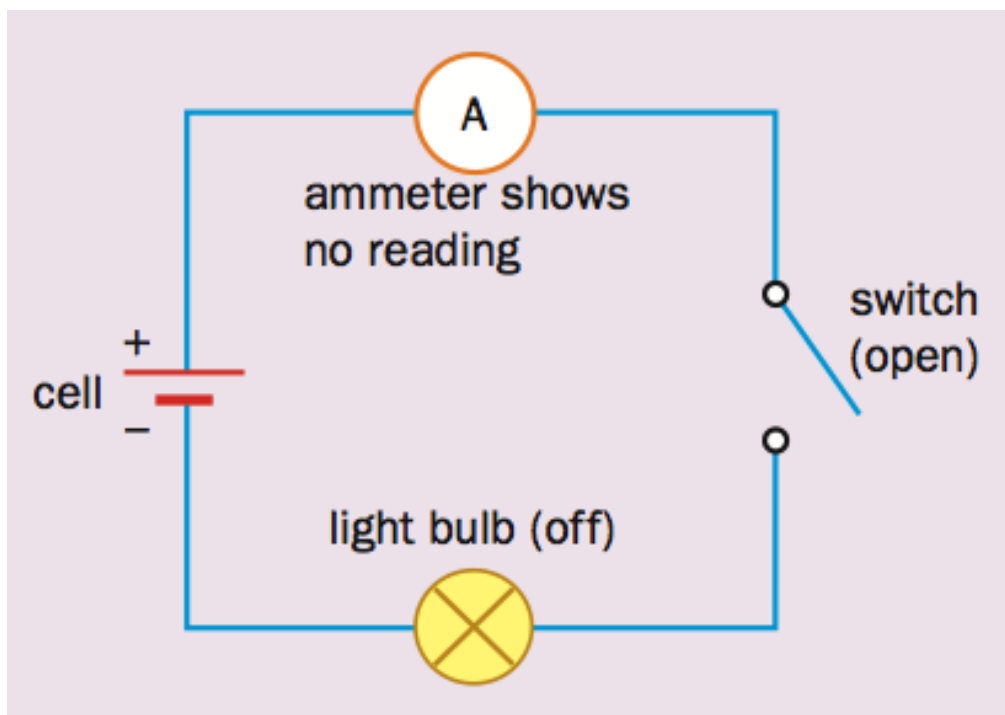 A
ammeter shows
no reading
switch
(open)
+
cell
−
light bulb (off)